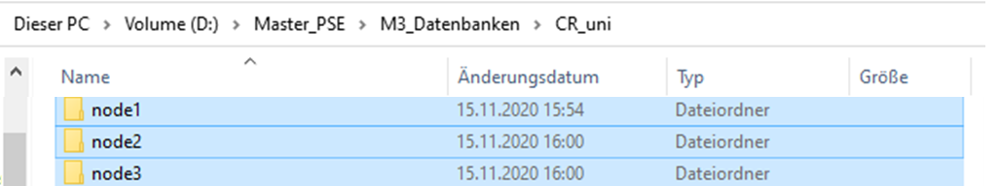 Dieser PC > Volume (D:) > Master_PSE > M3_Datenbanken > CR_uni
Name Änderungsdatum Typ Größe
node1 15.11.2020 15:54 Dateiordner
node2 15.11.2020 16:00 Dateiordner
node3 15.11.2020 16:00 Dateiordner